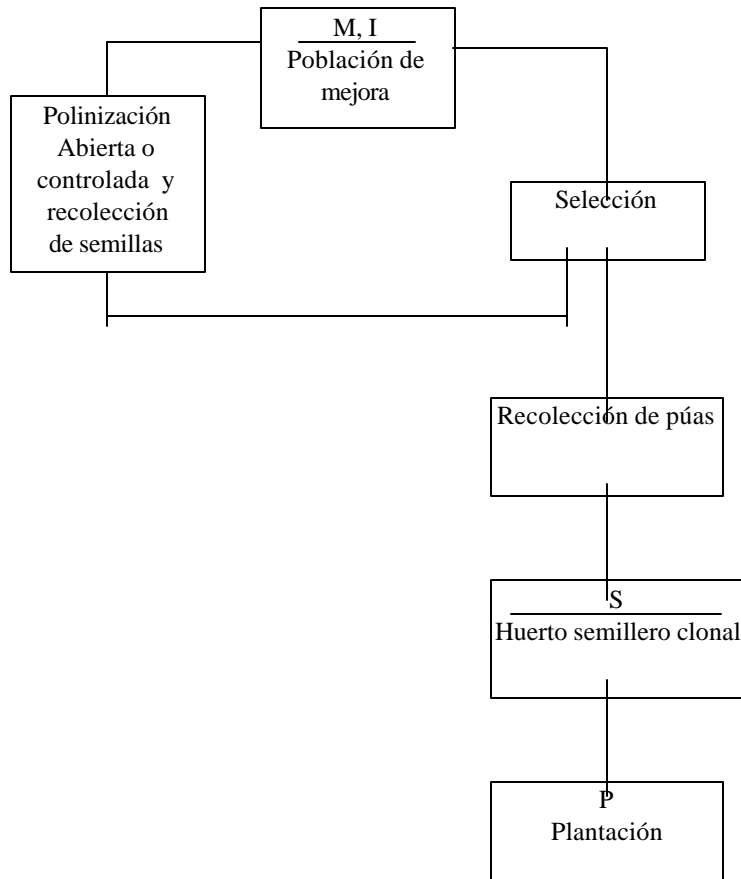 M, I
Población de
mejora
Polinización
Abierta o
controlada y
recolección
de semillas
Selección
Recolección de púas
S
Huerto semillero clonal
P
Plantación